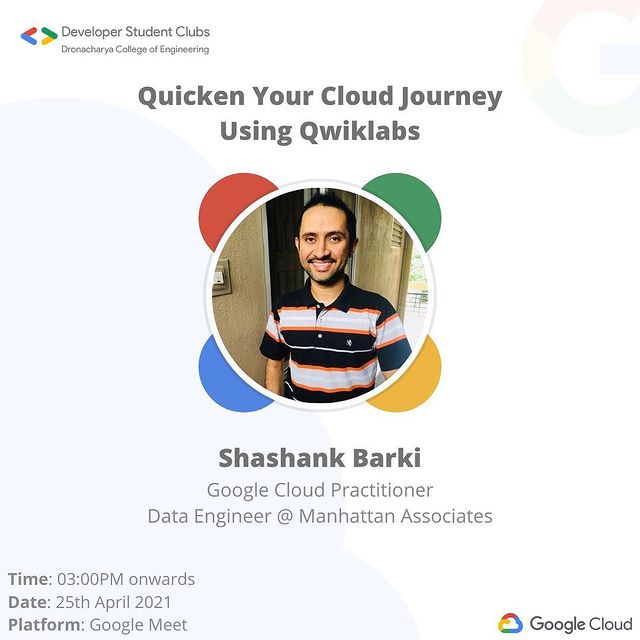 Developer Student Clubs
Dronacharya College of Engineering
Quicken Your Cloud Journey
Using Qwiklabs
Shashank Barki
Google Cloud Practitioner
Data Engineer @ Manhattan Associates
Time: 03:00PM onwards
Date: 25th April 2021
Platform: Google Meet
Google Cloud